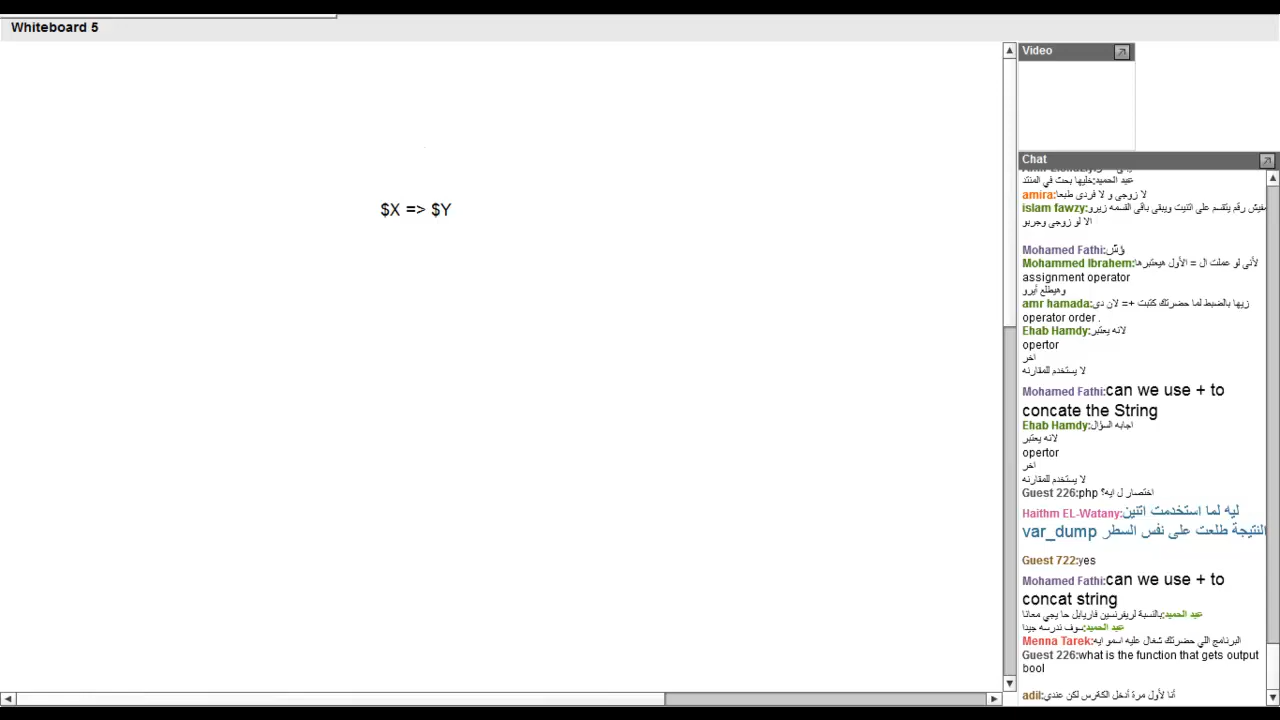 Whiteboard 5
$X => $Y
Video
Chat
عبد الحميد:خليها بحث في المنتد
amira:لا زوجى و لا فردى طبعا
islam fawzy:مفيش رقم يتقسم على اتنيت ويبقى باقى القسمه زيرو
الا لو زوجى وجربو
Mohamed Fathi:ؤش
Mohammed Ibrahem:لأنى لو عملت ال = الأول هيعتبرها
assignment operator
وهيطلع أيرو
amr hamada:زيها بالضبط لما حضرتك كتبت +=  لان دى
operator order .
Ehab Hamdy:لانه يعتبر
opertor
اخر
لا يستخدم للمقارنه
Mohamed Fathi:can we use + to
concate the String
Ehab Hamdy:اجابه السؤال
لانه يعتبر
opertor
اخر
لا يستخدم للمقارنه
Guest 226:php اختصار ل ايه؟
Haithm EL-Watany:ليه لما استخدمت اتنين
var_dump النتيجة طلعت على نفس السطر
Guest 722:yes
Mohamed Fathi:can we use + to
concat string
عبد الحميد:بالنسبة لريفرنسين فاريابل حا يجي معانا
عبد الحميد:سوف ندرسه جيدا
Menna Tarek:البرنامج اللي حضرتك شغال عليه اسمو ايه
Guest 226:what is the function that gets output
bool
adil:أنا لأول مرة أدخل الكةرس لكن عندي